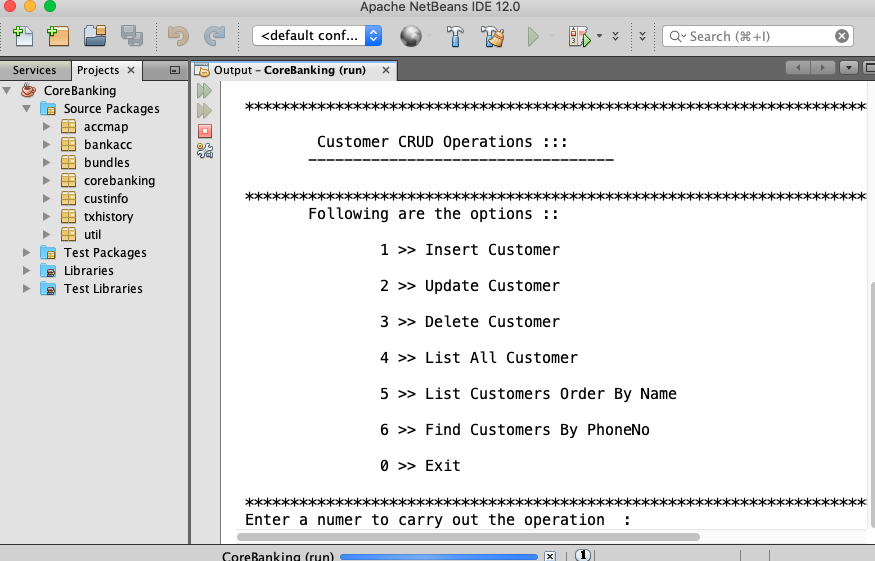 Apache NetBeans IDE 12.0
<default conf...
Search (⌘+I)
Services
Projects
Output – CoreBanking (run)
CoreBanking
Source Packages
accmap
bankacc
bundles
corebanking
custinfo
txhistory
util
Test Packages
Libraries
Test Libraries
*********************************************************************
Customer CRUD Operations :::
----------------------------------
*********************************************************************
Following are the options ::
1 >> Insert Customer
2 >> Update Customer
3 >> Delete Customer
4 >> List All Customer
5 >> List Customers Order By Name
6 >> Find Customers By PhoneNo
0 >> Exit
*********************************************************************
Enter a numer to carry out the operation  :
CoreBanking (run)
1